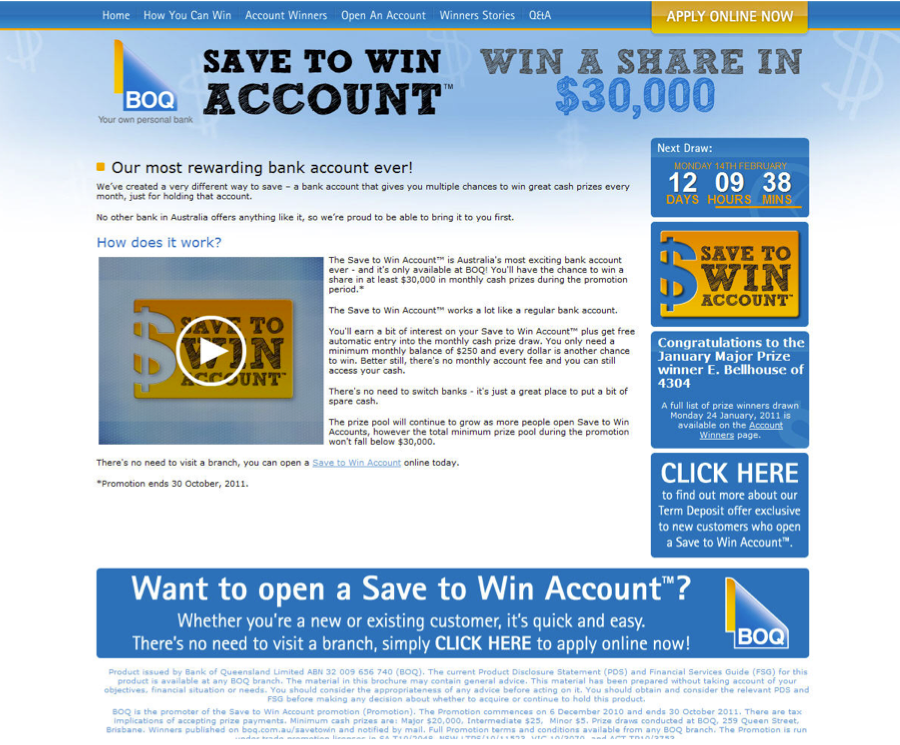 Home How You Can Win Account Winners Open An Account Winners Stories Q&A
APPLY ONLINE NOW
BOQ
Your own personal bank
SAVE TO WIN
ACCOUNT™
WIN A SHARE IN
$30,000
Our most rewarding bank account ever!
We've created a very different way to save – a bank account that gives you multiple chances to win great cash prizes every
month, just for holding that account.
No other bank in Australia offers anything like it, so we're proud to be able to bring it to you first.
How does it work?
$ SAVE TO
WIN
ACCOUNT™
The Save to Win Account™ is Australia's most exciting bank account
ever - and it's only available at BOQ! You'll have the chance to win a
share in at least $30,000 in monthly cash prizes during the promotion
period.*
The Save to Win Account™ works a lot like a regular bank account.
You'll earn a bit of interest on your Save to Win Account™ plus get free
automatic entry into the monthly cash prize draw. You only need a
minimum monthly balance of $250 and every dollar is another chance
to win. Better still, there's no monthly account fee and you can still
access your cash.
There's no need to switch banks - it's just a great place to put a bit of
spare cash.
The prize pool will continue to grow as more people open Save to Win
Accounts, however the total minimum prize pool during the promotion
won't fall below $30,000.
There's no need to visit a branch, you can open a Save to Win Account online today.
*Promotion ends 30 October, 2011.
Next Draw:
MONDAY 14TH FEBRUARY
12 09 38
DAYS HOURS MINS
$ SAVE TO
WIN
ACCOUNT™
Congratulations to the
January Major Prize
winner E. Bellhouse of
4304
A full list of prize winners drawn
Monday 24 January, 2011 is
available on the Account
Winners page.
CLICK HERE
to find out more about our
Term Deposit offer exclusive
to new customers who open
a Save to Win Account™.
Want to open a Save to Win Account™?
Whether you're a new or existing customer, it's quick and easy.
There's no need to visit a branch, simply CLICK HERE to apply online now!
BOQ
Product issued by Bank of Queensland Limited ABN 32 009 656 740 (BOQ). The current Product Disclosure Statement (PDS) and Financial Services Guide (FSG) for this
product is available at any BOQ branch. The material in this brochure may contain general advice. This material has been prepared without taking account of your
objectives, financial situation or needs. You should consider the appropriateness of any advice before acting on it. You should obtain and consider the relevant PDS and
FSG before making any decision about whether to acquire or continue to hold this product.
BOQ is the promoter of the Save to Win Account promotion (Promotion). The Promotion commences on 6 December 2010 and ends 30 October 2011. There are tax
implications of accepting prize payments. Minimum cash prizes are: Major $20,000, Intermediate $25, Minor $5. Prize draws conducted at BOQ, 259 Queen Street,
Brisbane. Winners published on boq.com.au/savetowin and notified by mail. Full Promotion terms and conditions available from any BOQ branch. The Promotion is run